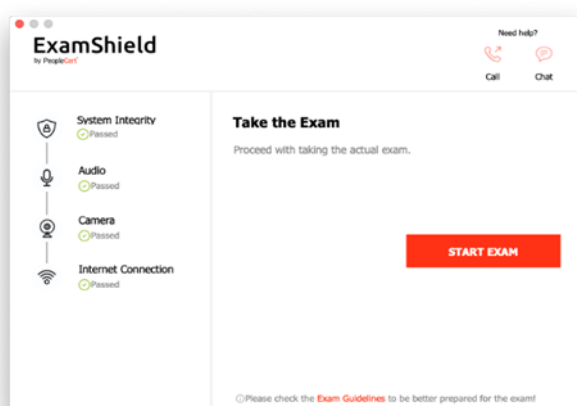 ExamShield
by PeopleCert
Need help?
Call
Chat
System Integrity
Passed
Audio
Passed
Camera
Passed
Internet Connection
Passed
Take the Exam
Proceed with taking the actual exam.
START EXAM
Please check the Exam Guidelines to be better prepared for the exam!